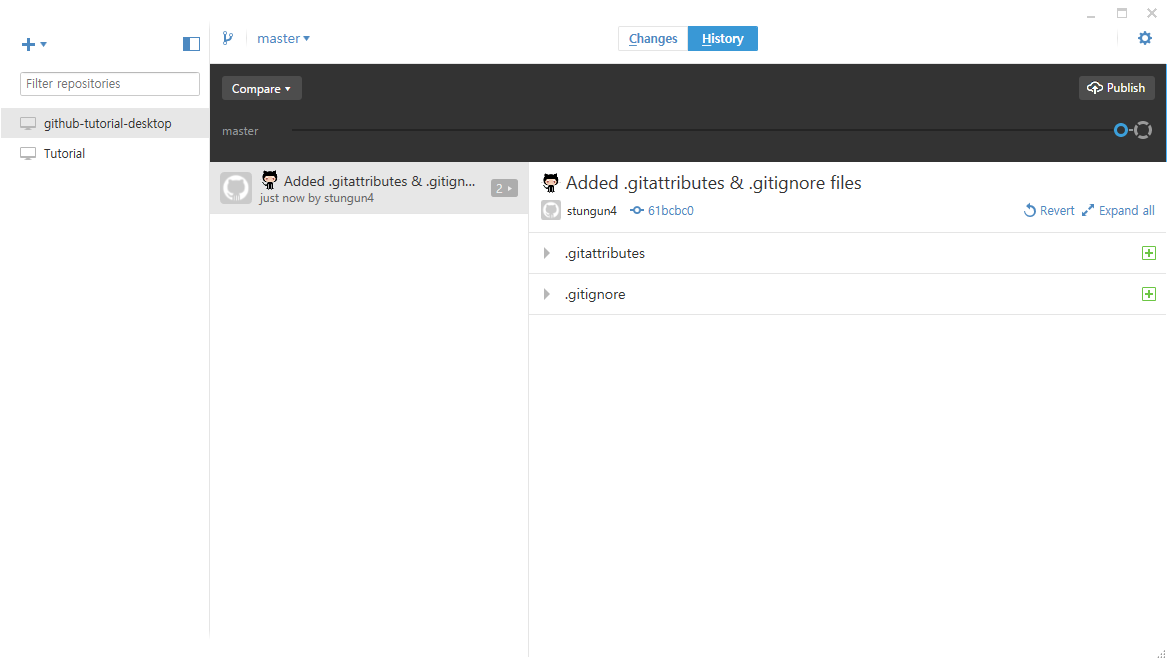 master
Changes
History
Filter repositories
Compare
Publish
github-tutorial-desktop
master
Tutorial
Added .gitattributes & .gitign...
2
just now by stungun4
Added .gitattributes & .gitignore files
stungun4
61bcbc0
Revert
Expand all
.gitattributes
.gitignore